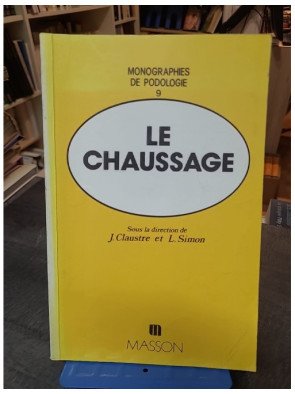 MONOGRAPHIES
DE PODOLOGIE
9
LE
CHAUSSAGE
Sous la direction de
J. Claustre et L. Simon
MASSON